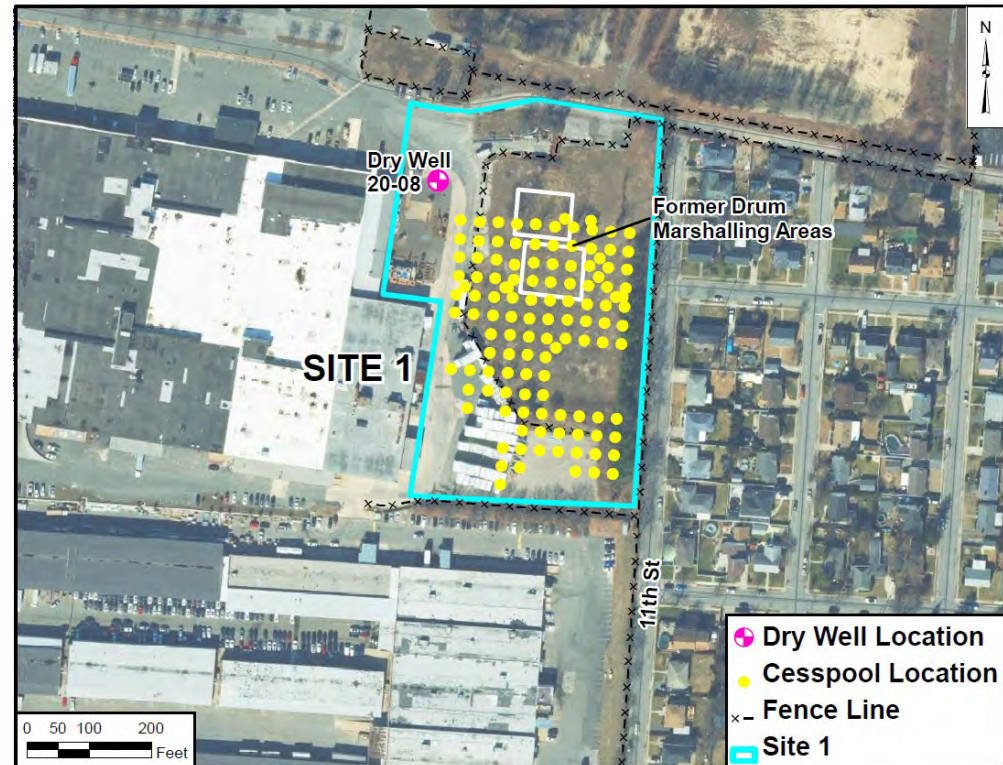 N
Dry Well
20-08
Former Drum
Marshalling Areas
SITE 1
11th St
Dry Well Location
Cesspool Location
Fence Line
Site 1
0 50 100 200
Feet